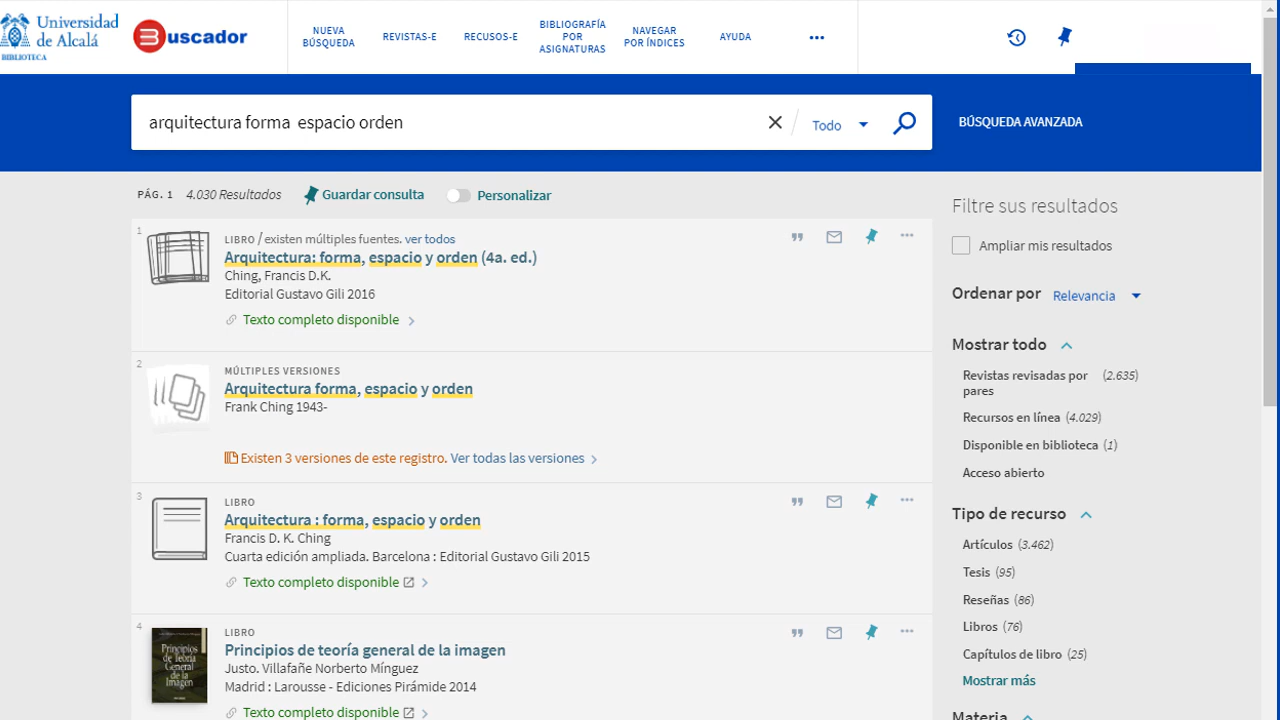 Universidad
de Alcalá
BIBLIOTECA
Buscador
NUEVA
BÚSQUEDA
REVISTAS-E
RECUSOS-E
BIBLIOGRAFÍA
POR
ASIGNATURAS
NAVEGAR
POR ÍNDICES
AYUDA
arquitectura forma  espacio orden
Todo
BÚSQUEDA AVANZADA
PÁG. 1
4.030 Resultados
Guardar consulta
Personalizar
1
LIBRO / existen múltiples fuentes. ver todos
Arquitectura: forma, espacio y orden (4a. ed.)
Ching, Francis D.K.
Editorial Gustavo Gili 2016
Texto completo disponible
2
MÚLTIPLES VERSIONES
Arquitectura forma, espacio y orden
Frank Ching 1943-
Existen 3 versiones de este registro. Ver todas las versiones
3
LIBRO
Arquitectura : forma, espacio y orden
Francis D. K. Ching
Cuarta edición ampliada. Barcelona : Editorial Gustavo Gili 2015
Texto completo disponible
4
Principios
de Teoría
General
de la
Imagen
LIBRO
Principios de teoría general de la imagen
Justo. Villafañe Norberto Mínguez
Madrid : Larousse - Ediciones Pirámide 2014
Texto completo disponible
Filtre sus resultados
Ampliar mis resultados
Ordenar por Relevancia
Mostrar todo
Revistas revisadas por (2.635)
pares
Recursos en línea (4.029)
Disponible en biblioteca (1)
Acceso abierto
Tipo de recurso
Artículos (3.462)
Tesis (95)
Reseñas (86)
Libros (76)
Capítulos de libro (25)
Mostrar más
Materia